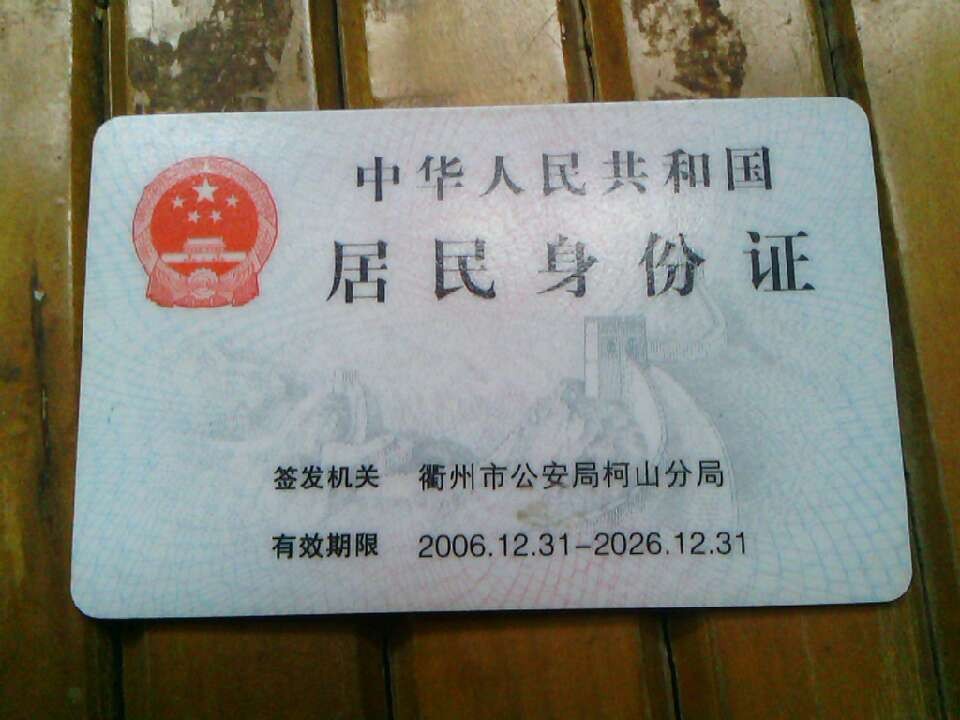 中华人民共和国
居民身份证
签发机关 衢州市公安局柯山分局
有效期限 2006.12.31-2026.12.31